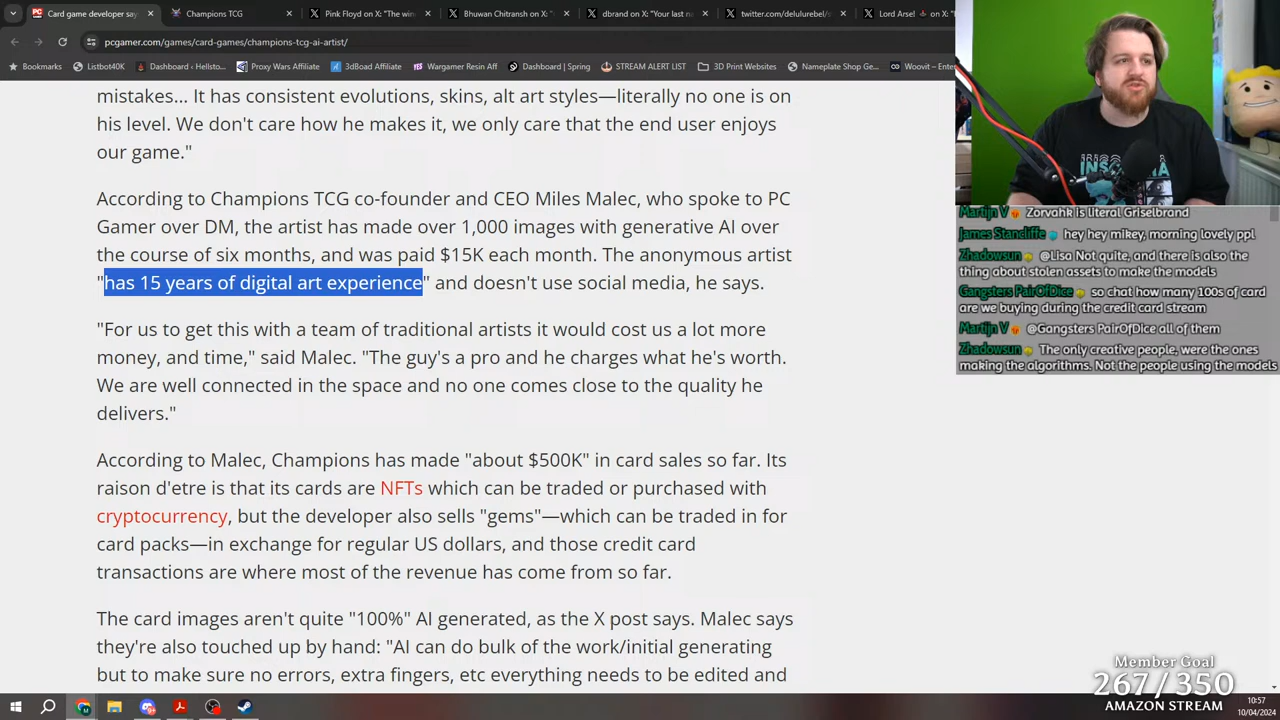 Card game developer say
Champions TCG
Pink Floyd on X: "The win
Bhuwan Chitransh on X: "
dbrand on X: "Your last n
twitter.com/delulurebel/s
Lord Arsel on X: "
pcgamer.com/games/card-games/champions-tcg-ai-artist/
Bookmarks
Listbot40K
Dashboard ‹ Hellsto...
Proxy Wars Affiliate
3dBoad Affiliate
Wargamer Resin Aff
Dashboard | Spring
STREAM ALERT LIST
3D Print Websites
Nameplate Shop Ge...
Woovit – Enter
mistakes... It has consistent evolutions, skins, alt art styles—literally no one is on
his level. We don't care how he makes it, we only care that the end user enjoys
our game."
According to Champions TCG co-founder and CEO Miles Malec, who spoke to PC
Gamer over DM, the artist has made over 1,000 images with generative AI over
the course of six months, and was paid $15K each month. The anonymous artist
"has 15 years of digital art experience" and doesn't use social media, he says.
"For us to get this with a team of traditional artists it would cost us a lot more
money, and time," said Malec. "The guy's a pro and he charges what he's worth.
We are well connected in the space and no one comes close to the quality he
delivers."
According to Malec, Champions has made "about $500K" in card sales so far. Its
raison d'etre is that its cards are NFTs which can be traded or purchased with
cryptocurrency, but the developer also sells "gems"—which can be traded in for
card packs—in exchange for regular US dollars, and those credit card
transactions are where most of the revenue has come from so far.
The card images aren't quite "100%" AI generated, as the X post says. Malec says
they're also touched up by hand: "AI can do bulk of the work/initial generating
but to make sure no errors, extra fingers, etc everything needs to be edited and
Martijn V Zorvahk is literal Griselbrand
James Stancliffe hey hey mikey, morning lovely ppl
Zhadowsun @Lisa Not quite, and there is also the
thing about stolen assets to make the models
Gangsters PairOfDice so chat how many 100s of card
are we buying during the credit card stream
Martijn V @Gangsters PairOfDice all of them
Zhadowsun The only creative people, were the ones
making the algorithms. Not the people using the models
Member Goal
267/350
AMAZON STREAM
10:57
10/04/2024